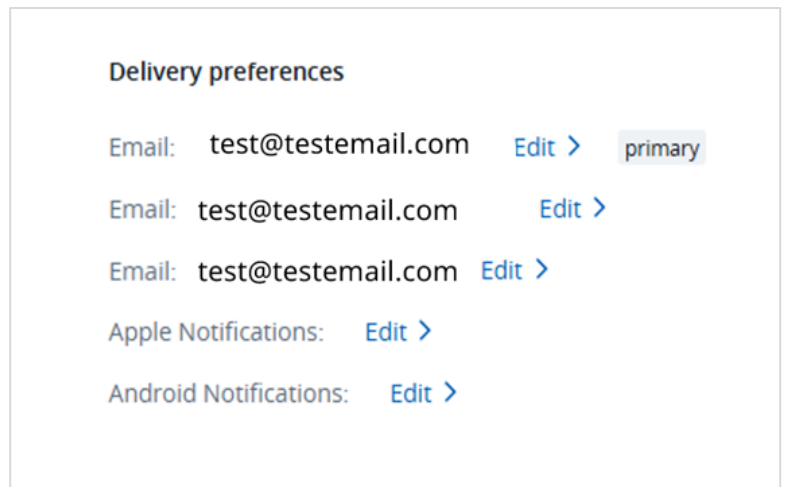 Delivery preferences
Email: test@testemail.com Edit > primary
Email: test@testemail.com Edit >
Email: test@testemail.com Edit >
Apple Notifications: Edit >
Android Notifications: Edit >